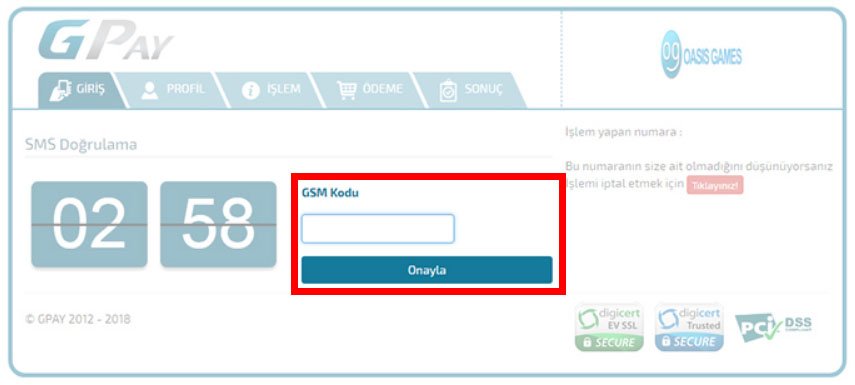 GPAY
OASIS GAMES
GİRİŞ
PROFİL
İŞLEM
ÖDEME
SONUÇ
SMS Doğrulama
02
58
GSM Kodu
Onayla
İşlem yapan numara :
Bu numaranın size ait olmadığını düşünüyorsanız
işlemi iptal etmek için Tıklayınız!
© GPAY 2012 - 2018
digicert
EV SSL
SECURE
digicert
Trusted
SECURE
PCI DSS